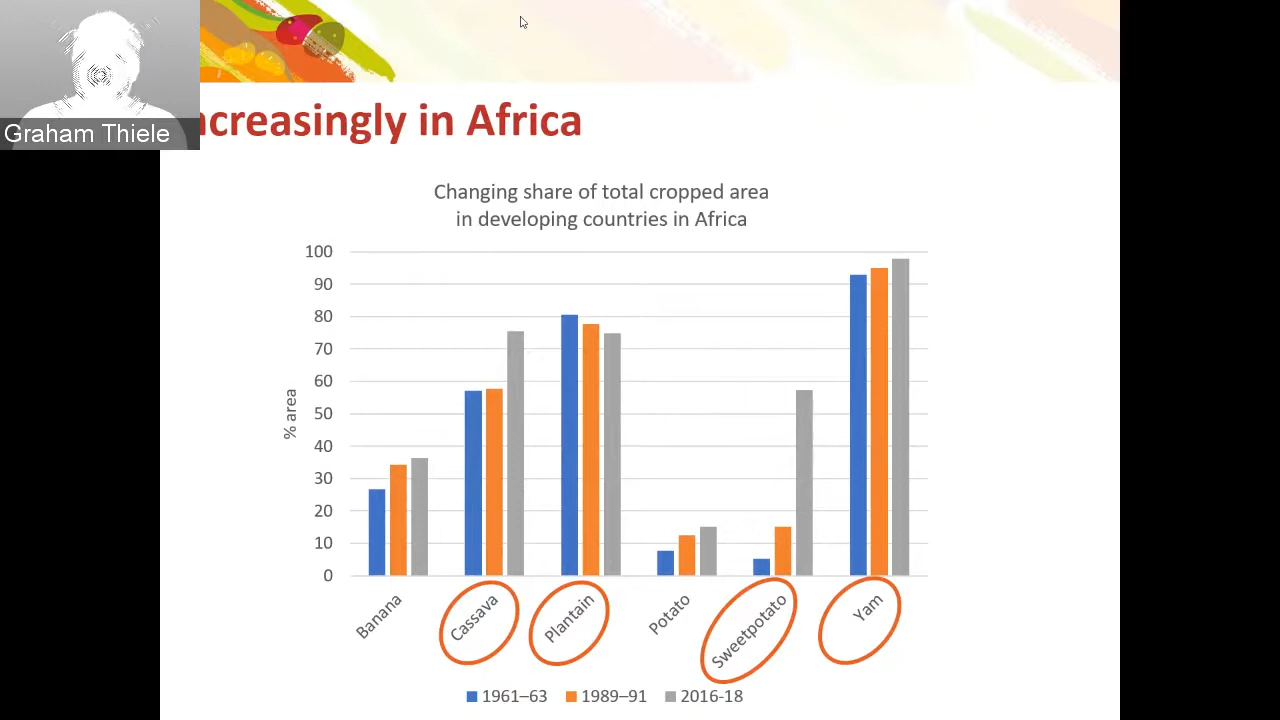 Graham Thiele
ncreasingly in Africa
Changing share of total cropped area
in developing countries in Africa
100
90
80
70
60
50
40
30
20
10
0
% area
Banana
Cassava
Plantain
Potato
Sweetpotato
Yam
1961–63
1989–91
2016-18